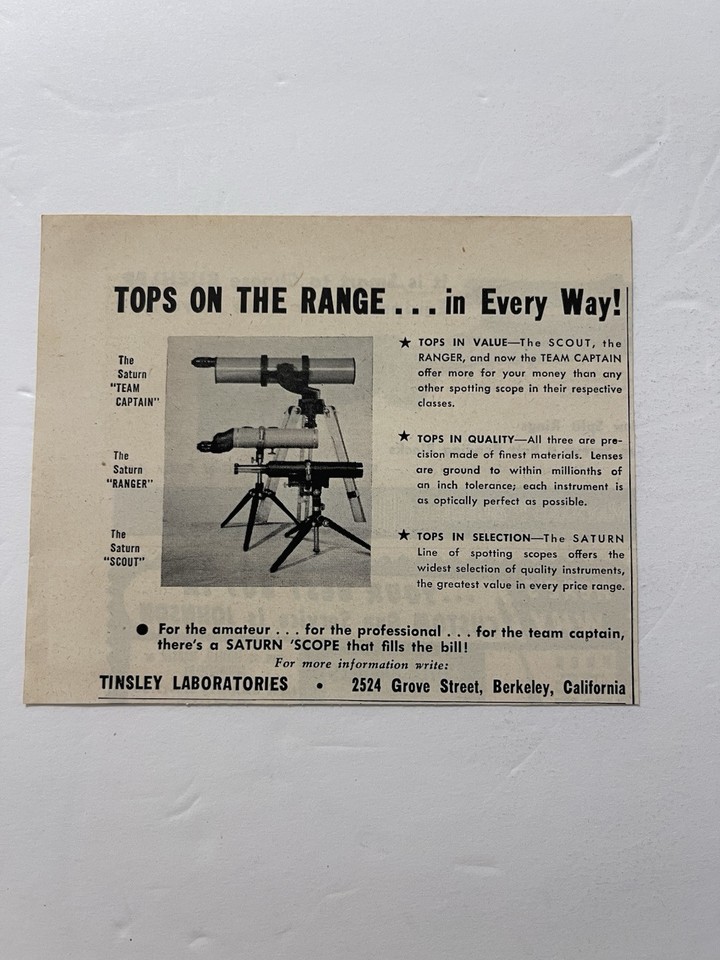 TOPS ON THE RANGE . . . in Every Way!
The
Saturn
"TEAM
CAPTAIN"
The
Saturn
"RANGER"
The
Saturn
"SCOUT"
★ TOPS IN VALUE—The SCOUT, the
RANGER, and now the TEAM CAPTAIN
offer more for your money than any
other spotting scope in their respective
classes.
★ TOPS IN QUALITY—All three are pre-
cision made of finest materials. Lenses
are ground to within millionths of
an inch tolerance; each instrument is
as optically perfect as possible.
★ TOPS IN SELECTION—The SATURN
Line of spotting scopes offers the
widest selection of quality instruments,
the greatest value in every price range.
● For the amateur . . . for the professional . . . for the team captain,
there's a SATURN 'SCOPE that fills the bill!
For more information write:
TINSLEY LABORATORIES • 2524 Grove Street, Berkeley, California